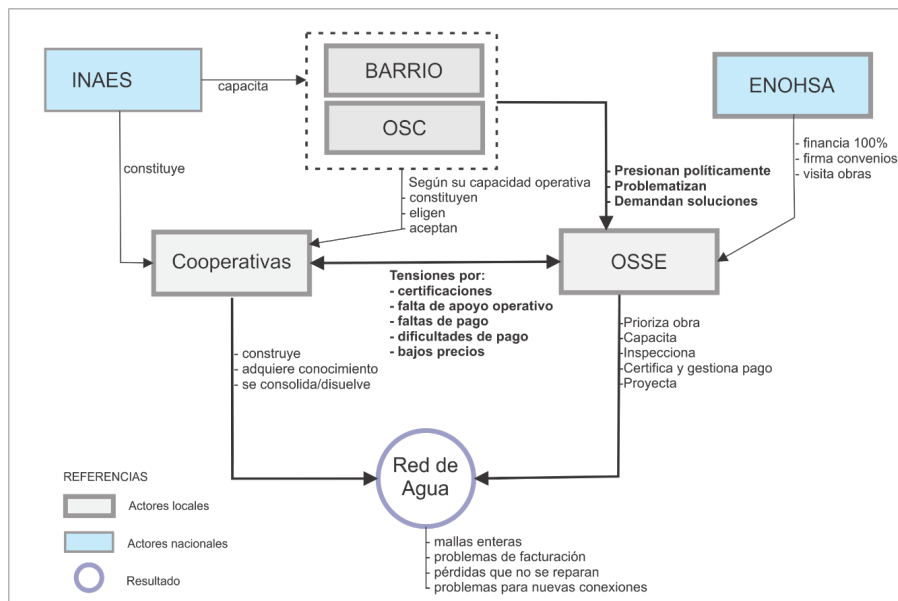 INAES
capacita
BARRIO
OSC
ENOHSA
- financia 100%
- firma convenios
- visita obras
constituye
Según su capacidad operativa
- constituyen
- eligen
- aceptan
- Presionan políticamente
- Problematizan
- Demandan soluciones
Cooperativas
OSSE
Tensiones por:
- certificaciones
- falta de apoyo operativo
- faltas de pago
- dificultades de pago
- bajos precios
- construye
- adquiere conocimiento
- se consolida/disuelve
-Prioriza obra
-Capacita
-Inspecciona
-Certifica y gestiona pago
-Proyecta
Red de
Agua
- mallas enteras
- problemas de facturación
- pérdidas que no se reparan
- problemas para nuevas conexiones
REFERENCIAS
Actores locales
Actores nacionales
Resultado